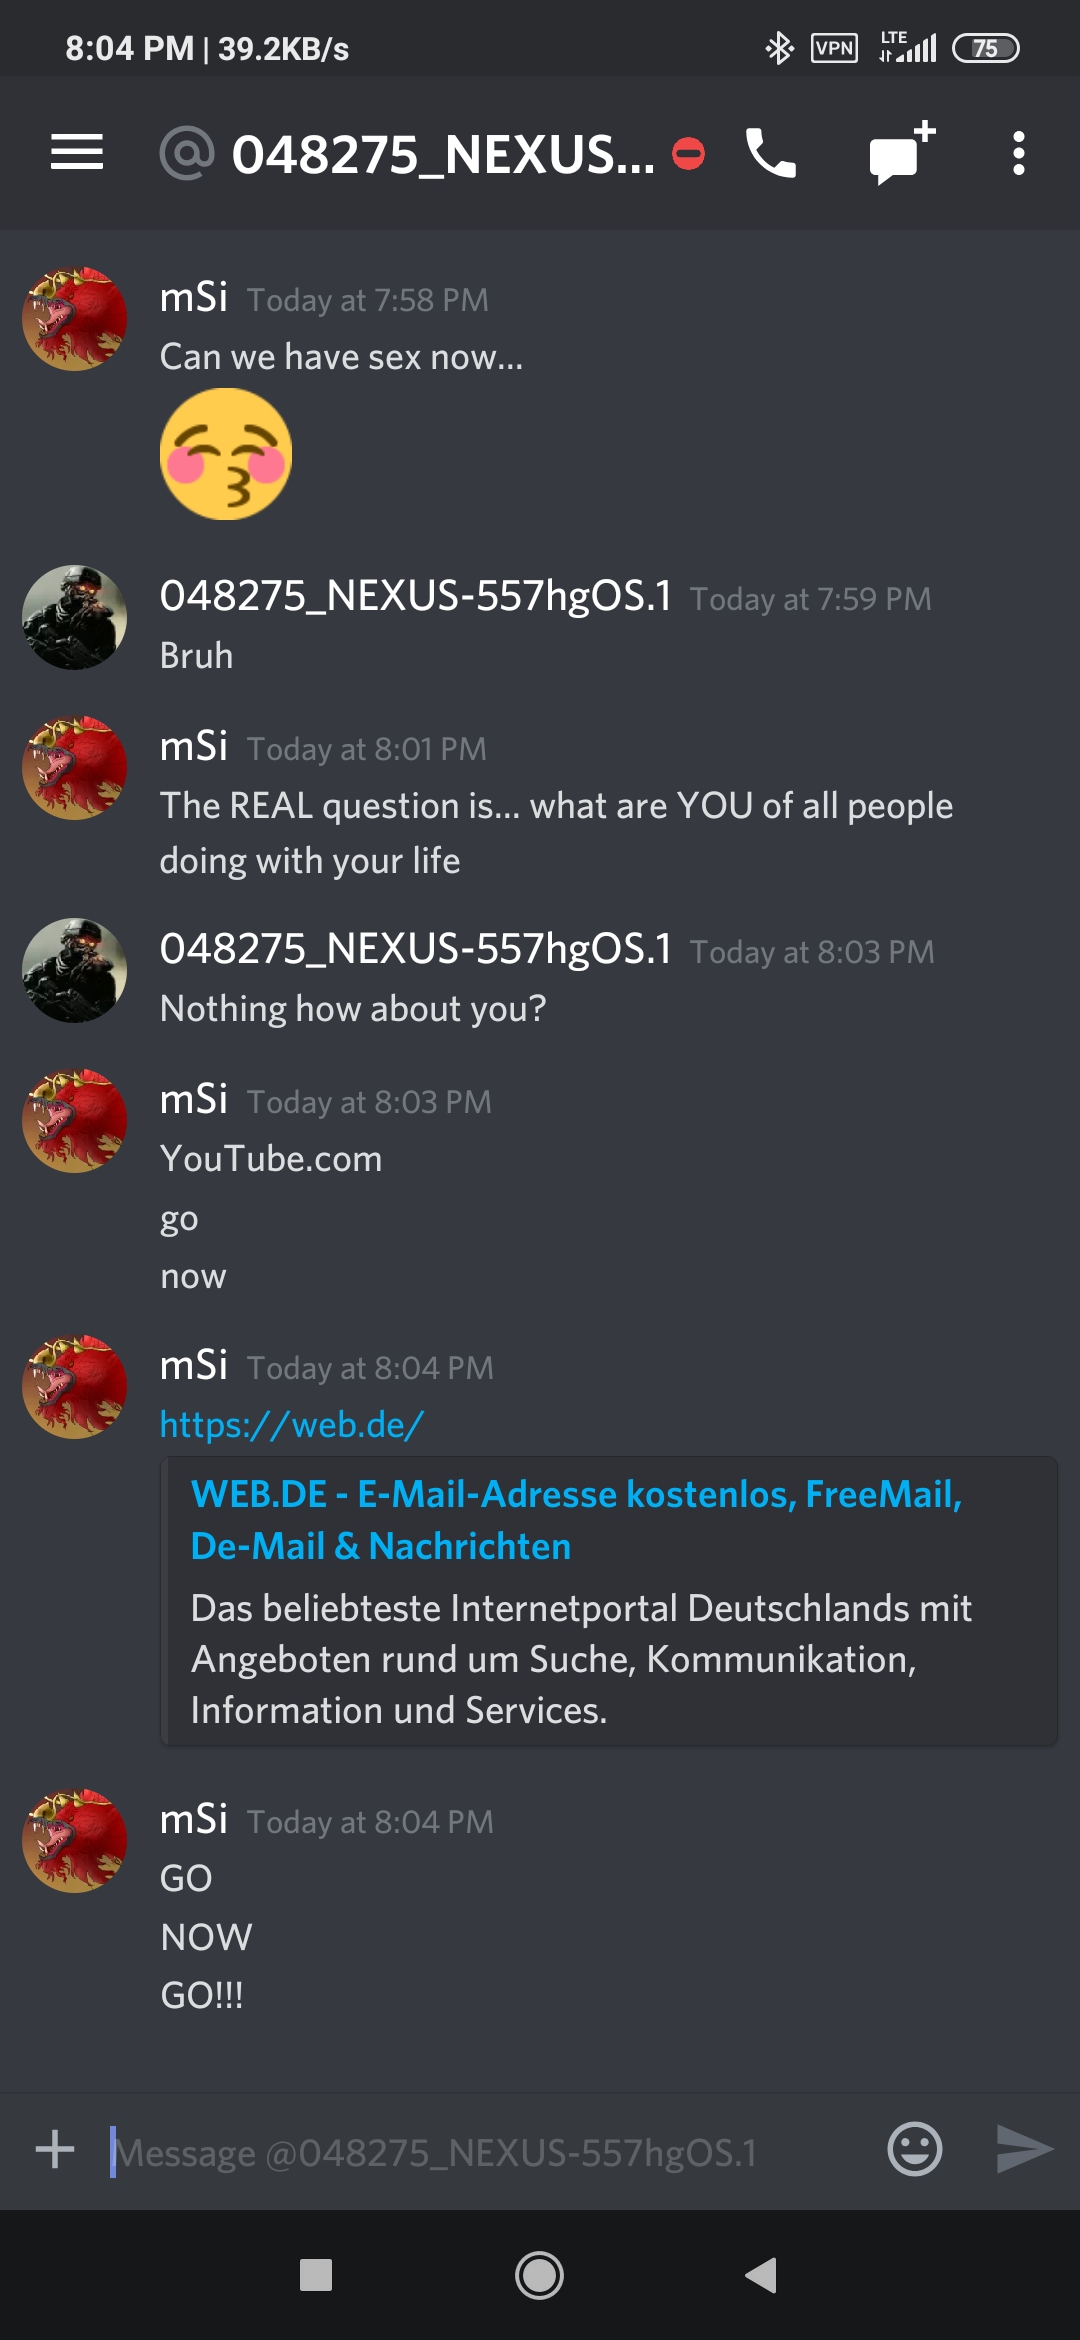 8:04 PM | 39.2KB/s
VPN
LTE
75
@ 048275_NEXUS...
mSi Today at 7:58 PM
Can we have sex now...
048275_NEXUS-557hgOS.1 Today at 7:59 PM
Bruh
mSi Today at 8:01 PM
The REAL question is... what are YOU of all people
doing with your life
048275_NEXUS-557hgOS.1 Today at 8:03 PM
Nothing how about you?
mSi Today at 8:03 PM
YouTube.com
go
now
mSi Today at 8:04 PM
https://web.de/
WEB.DE - E-Mail-Adresse kostenlos, FreeMail,
De-Mail & Nachrichten
Das beliebteste Internetportal Deutschlands mit
Angeboten rund um Suche, Kommunikation,
Information und Services.
mSi Today at 8:04 PM
GO
NOW
GO!!!
Message @048275_NEXUS-557hgOS.1